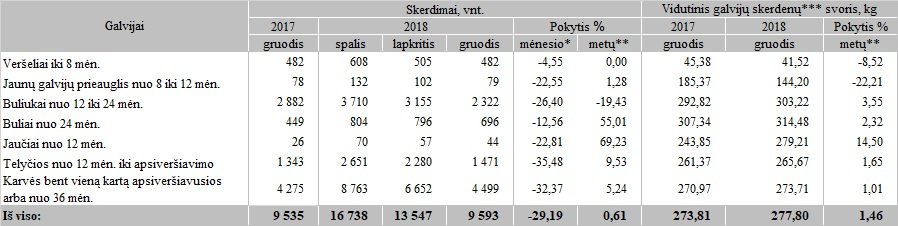 Galvijai Skerdimai, vnt. Vidutinis galvijų skerdenų*** svoris, kg
2017 2018 Pokytis % 2017 2018 Pokytis %
gruodis spalis lapkritis gruodis mėnesio* metų** gruodis gruodis metų**
Veršeliai iki 8 mėn. 482 608 505 482 -4,55 0,00 45,38 41,52 -8,52
Jaunų galvijų prieauglis nuo 8 iki 12 mėn. 78 132 102 79 -22,55 1,28 185,37 144,20 -22,21
Buliukai nuo 12 iki 24 mėn. 2 882 3 710 3 155 2 322 -26,40 -19,43 292,82 303,22 3,55
Buliai nuo 24 mėn. 449 804 796 696 -12,56 55,01 307,34 314,48 2,32
Jaučiai nuo 12 mėn. 26 70 57 44 -22,81 69,23 243,85 279,21 14,50
Telyčios nuo 12 mėn. iki apsiveršiavimo 1 343 2 651 2 280 1 471 -35,48 9,53 261,37 265,67 1,65
Karvės bent vieną kartą apsiveršiavusios
arba nuo 36 mėn. 4 275 8 763 6 652 4 499 -32,37 5,24 270,97 273,71 1,01
Iš viso: 9 535 16 738 13 547 9 593 -29,19 0,61 273,81 277,80 1,46